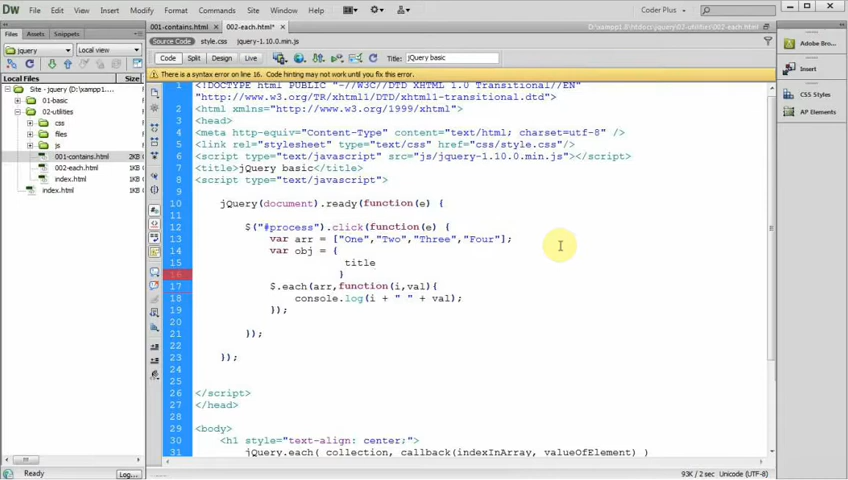 Dw File Edit View Insert Modify Format Commands Site Window Help Coder Plus
Files Assets Snippets
jquery Local view
Local Files Size
Site - jquery (D:\xampp1...
01-basic
02-utilities
css
files
js
001-contains.html 2KB
002-each.html 2KB
index.html 1KB
index.html 1KB
Ready Log...
001-contains.html × 002-each.html* ×
Source Code style.css jquery-1.10.0.min.js
Code Split Design Live Title: jQuery basic
There is a syntax error on line 16. Code hinting may not work until you fix this error.
1 <!DOCTYPE html PUBLIC "-//W3C//DTD XHTML 1.0 Transitional//EN"
"http://www.w3.org/TR/xhtml1/DTD/xhtml1-transitional.dtd">
2 <html xmlns="http://www.w3.org/1999/xhtml">
3 <head>
4 <meta http-equiv="Content-Type" content="text/html; charset=utf-8" />
5 <link rel="stylesheet" type="text/css" href="css/style.css"/>
6 <script type="text/javascript" src="js/jquery-1.10.0.min.js"></script>
7 <title>jQuery basic</title>
8 <script type="text/javascript">
9
10 jQuery(document).ready(function(e) {
11
12 $("#process").click(function(e) {
13 var arr = ["One","Two","Three","Four"];
14 var obj = {
15 title
16 }
17 $.each(arr,function(i,val){
18 console.log(i + " " + val);
19 });
20
21 });
22
23 });
24
25
26 </script>
27 </head>
28
29 <body>
30 <h1 style="text-align: center;">
31 jQuery.each( collection, callback(indexInArray, valueOfElement) )
93K / 2 sec Unicode (UTF-8)
Adobe Bro...
Insert
CSS Styles
AP Elements